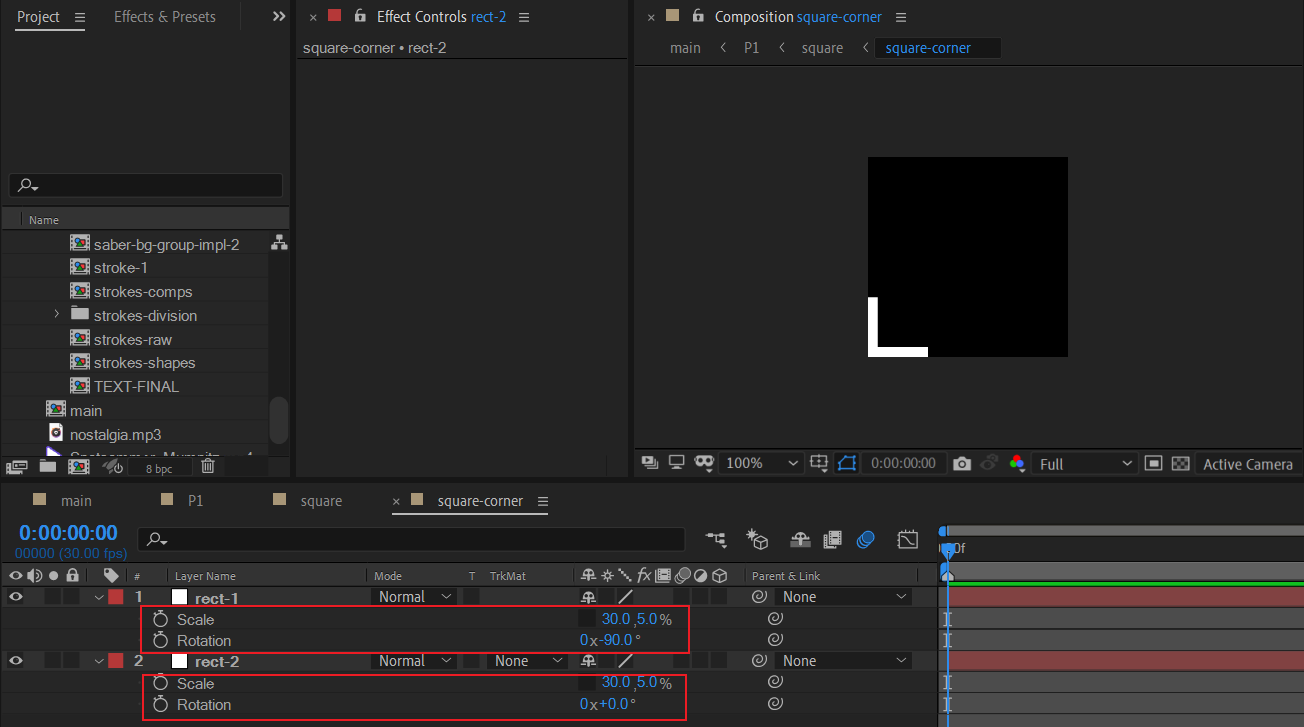 Project Effects & Presets Effect Controls rect-2 Composition square-corner
square-corner • rect-2 main P1 square square-corner
Name
saber-bg-group-impl-2
stroke-1
strokes-comps
strokes-division
strokes-raw
strokes-shapes
TEXT-FINAL
main
nostalgia.mp3
8 bpc 100% 0:00:00:00 Full Active Camera
main P1 square square-corner
0:00:00:00
00000 (30.00 fps)
# Layer Name Mode T TrkMat fx Parent & Link
1 rect-1 Normal None
Scale 30.0,5.0%
Rotation 0x-90.0°
2 rect-2 Normal None None
Scale 30.0,5.0%
Rotation 0x+0.0°